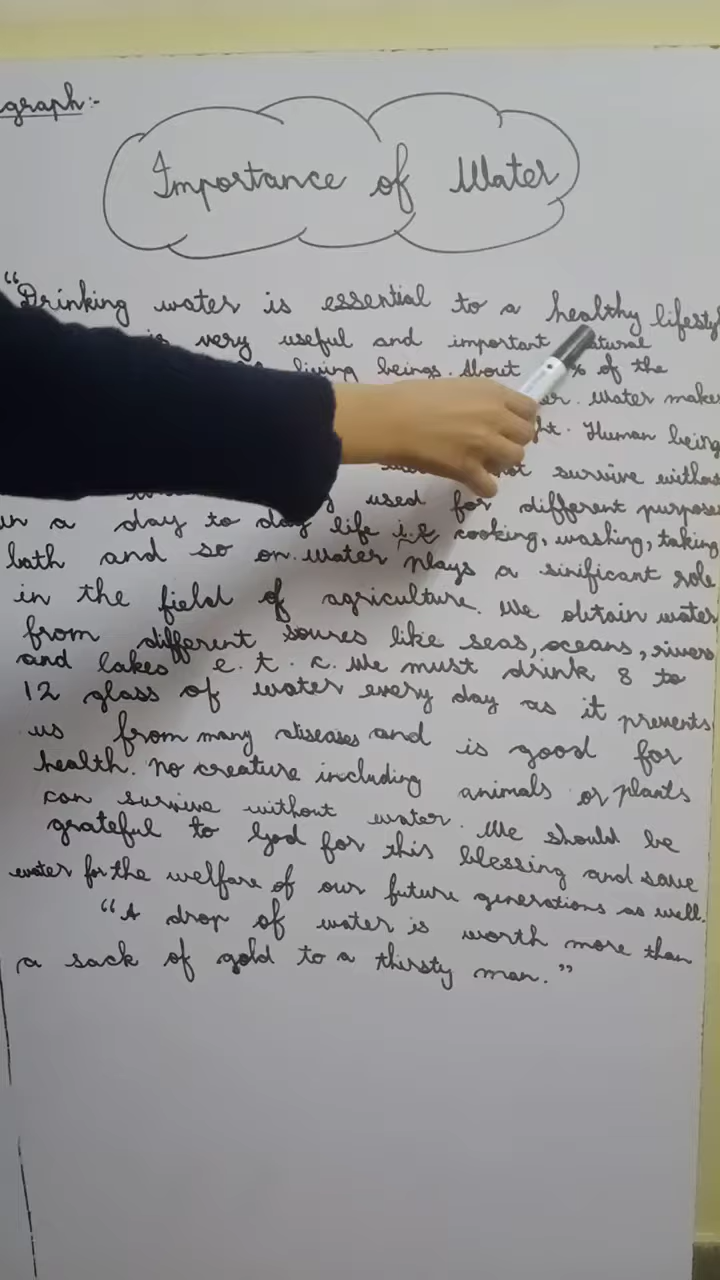 graph:-
Importance of Water
"Drinking water is essential to a healthy lifesty
is very useful and important
living beings. About % of the
Water makes
Human being
survive without
used for different purpose
in a day to day life i.e cooking, washing, taking
bath and so on. Water plays a sinificant role
in the field of agriculture. We obtain water
from different soures like seas, oceans, rivers
and lakes e.t.c. We must drink 8 to
12 glass of water every day as it prevents
us from many diseases and is good for
health. No creature including animals or plants
can survive without water. We should be
grateful to God for this blessing and save
water for the welfare of our future generations as well.
"A drop of water is worth more than
a sack of gold to a thirsty man."